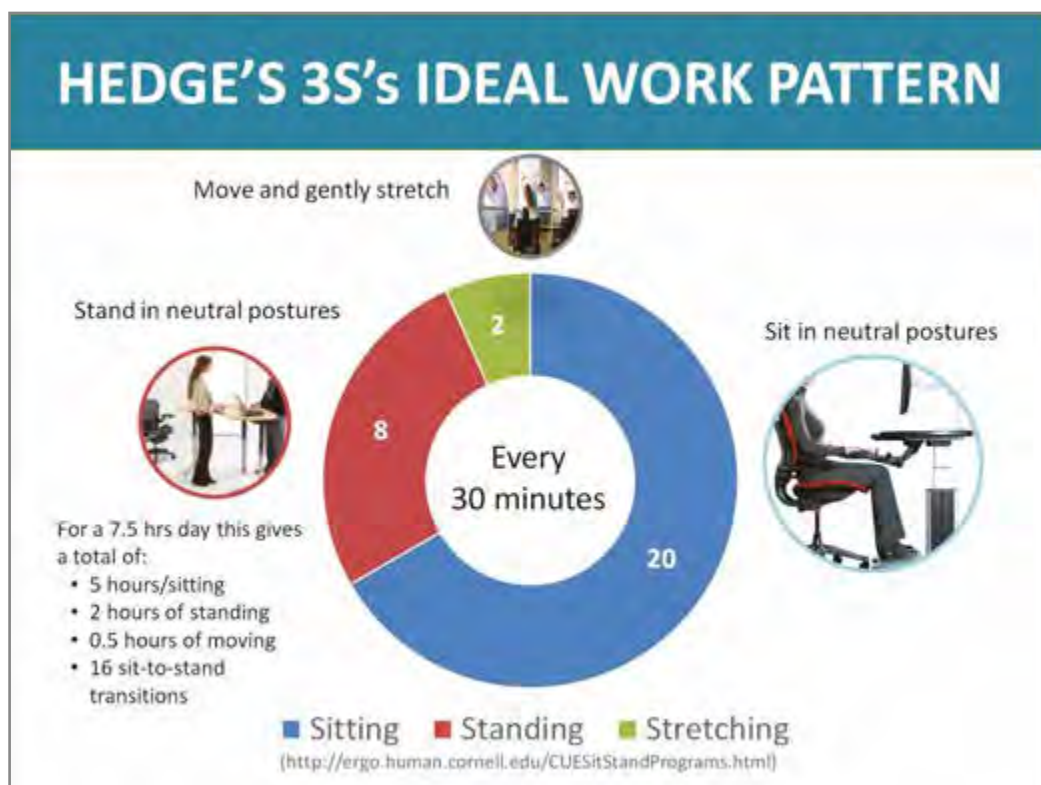 HEDGE'S 3S's IDEAL WORK PATTERN
Move and gently stretch
Stand in neutral postures
Sit in neutral postures
2
8
20
Every
30 minutes
For a 7.5 hrs day this gives
a total of:
• 5 hours/sitting
• 2 hours of standing
• 0.5 hours of moving
• 16 sit-to-stand
transitions
Sitting Standing Stretching
(http://ergo.human.cornell.edu/CUESitStandPrograms.html)